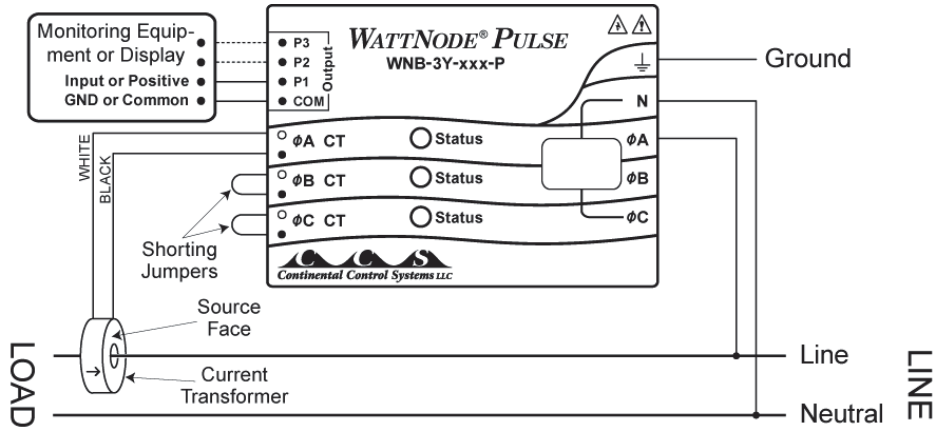 Monitoring Equip-
ment or Display
Input or Positive
GND or Common
P3
P2
P1
COM
Output
WATTNODE® PULSE
WNB-3Y-xxx-P
Ground
N
ϕA
ϕB
ϕC
ϕA CT
Status
ϕB CT
Status
ϕC CT
Status
WHITE
BLACK
Shorting
Jumpers
CCS
Continental Control Systems LLC
Source
Face
Current
Transformer
LOAD
Line
Neutral
LINE